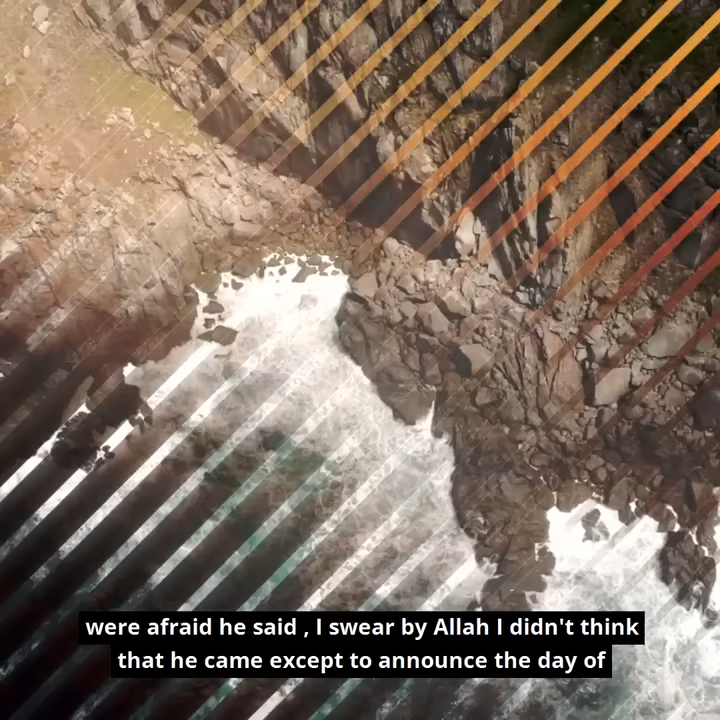 were afraid he said , I swear by Allah I didn't think
that he came except to announce the day of